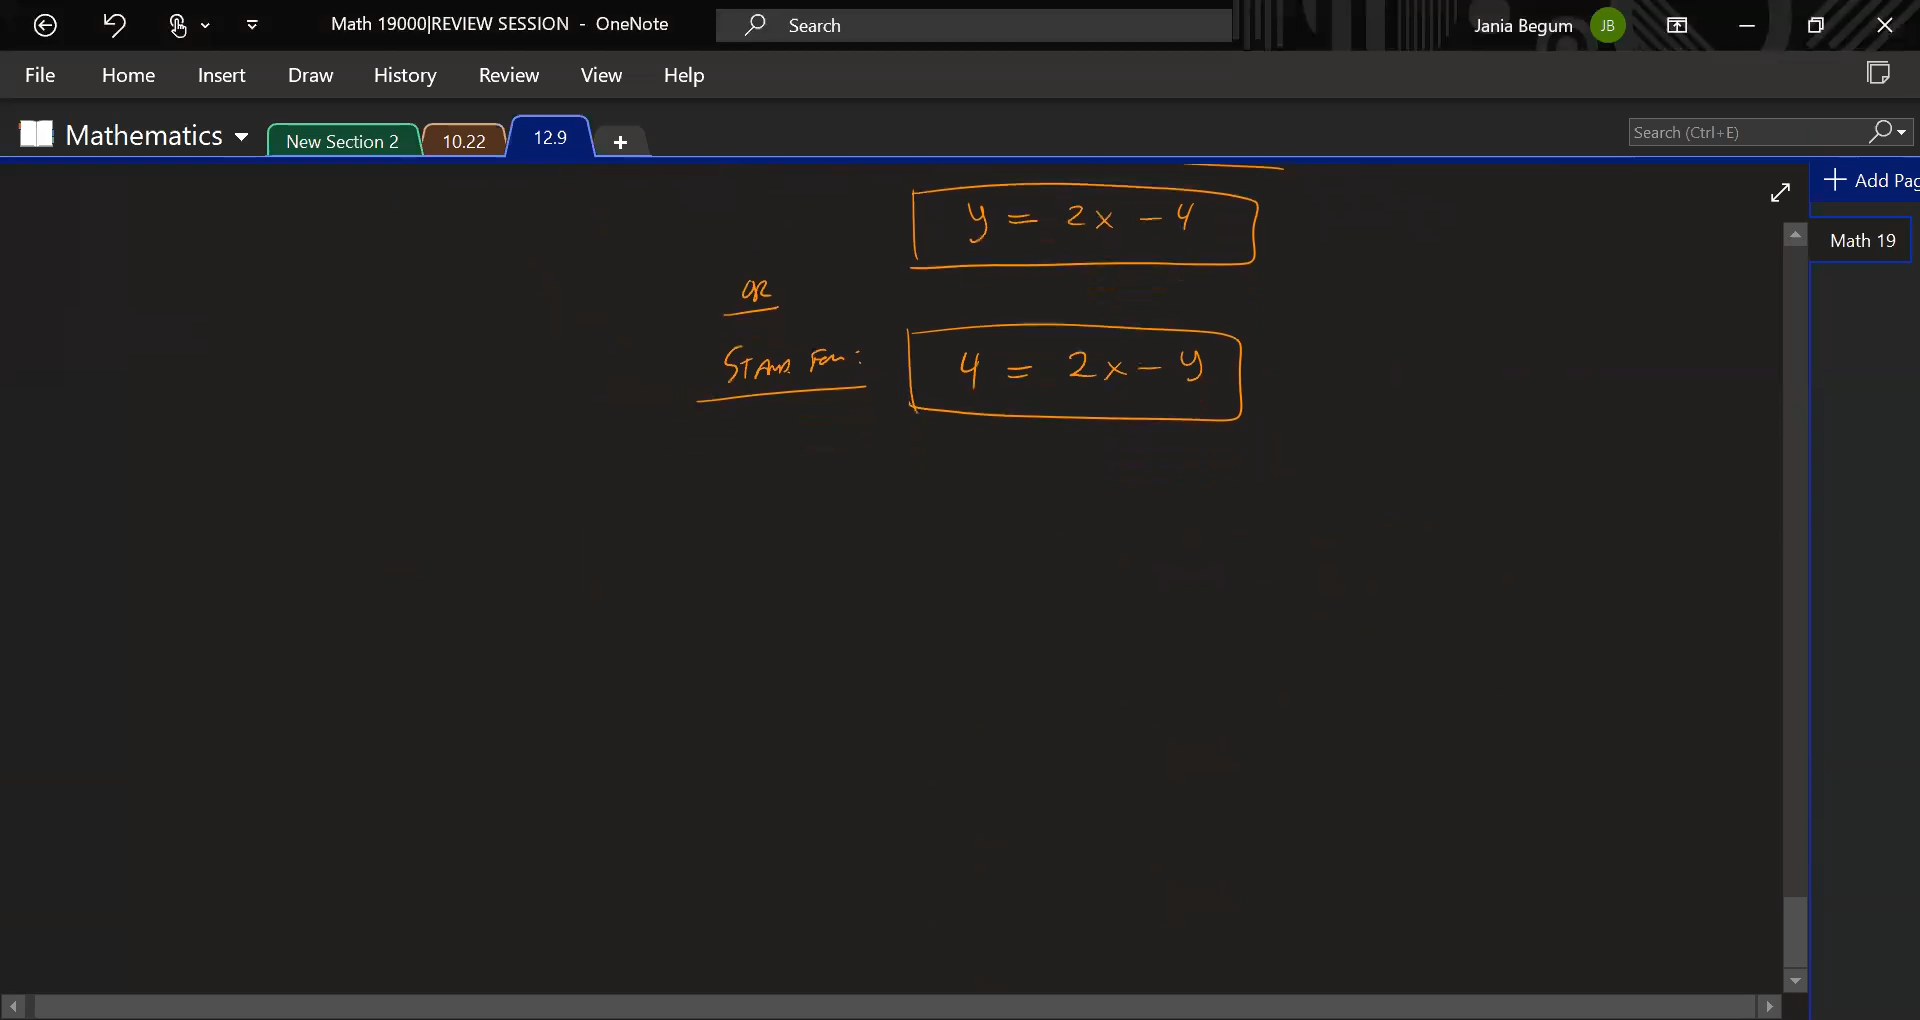 Math 19000|REVIEW SESSION - OneNote
Search
Jania Begum
JB
File Home Insert Draw History Review View Help
Mathematics
New Section 2
10.22
12.9
+
Search (Ctrl+E)
Add Pag
Math 19
y = 2x - 4
OR
STAND FORM:
4 = 2x - y